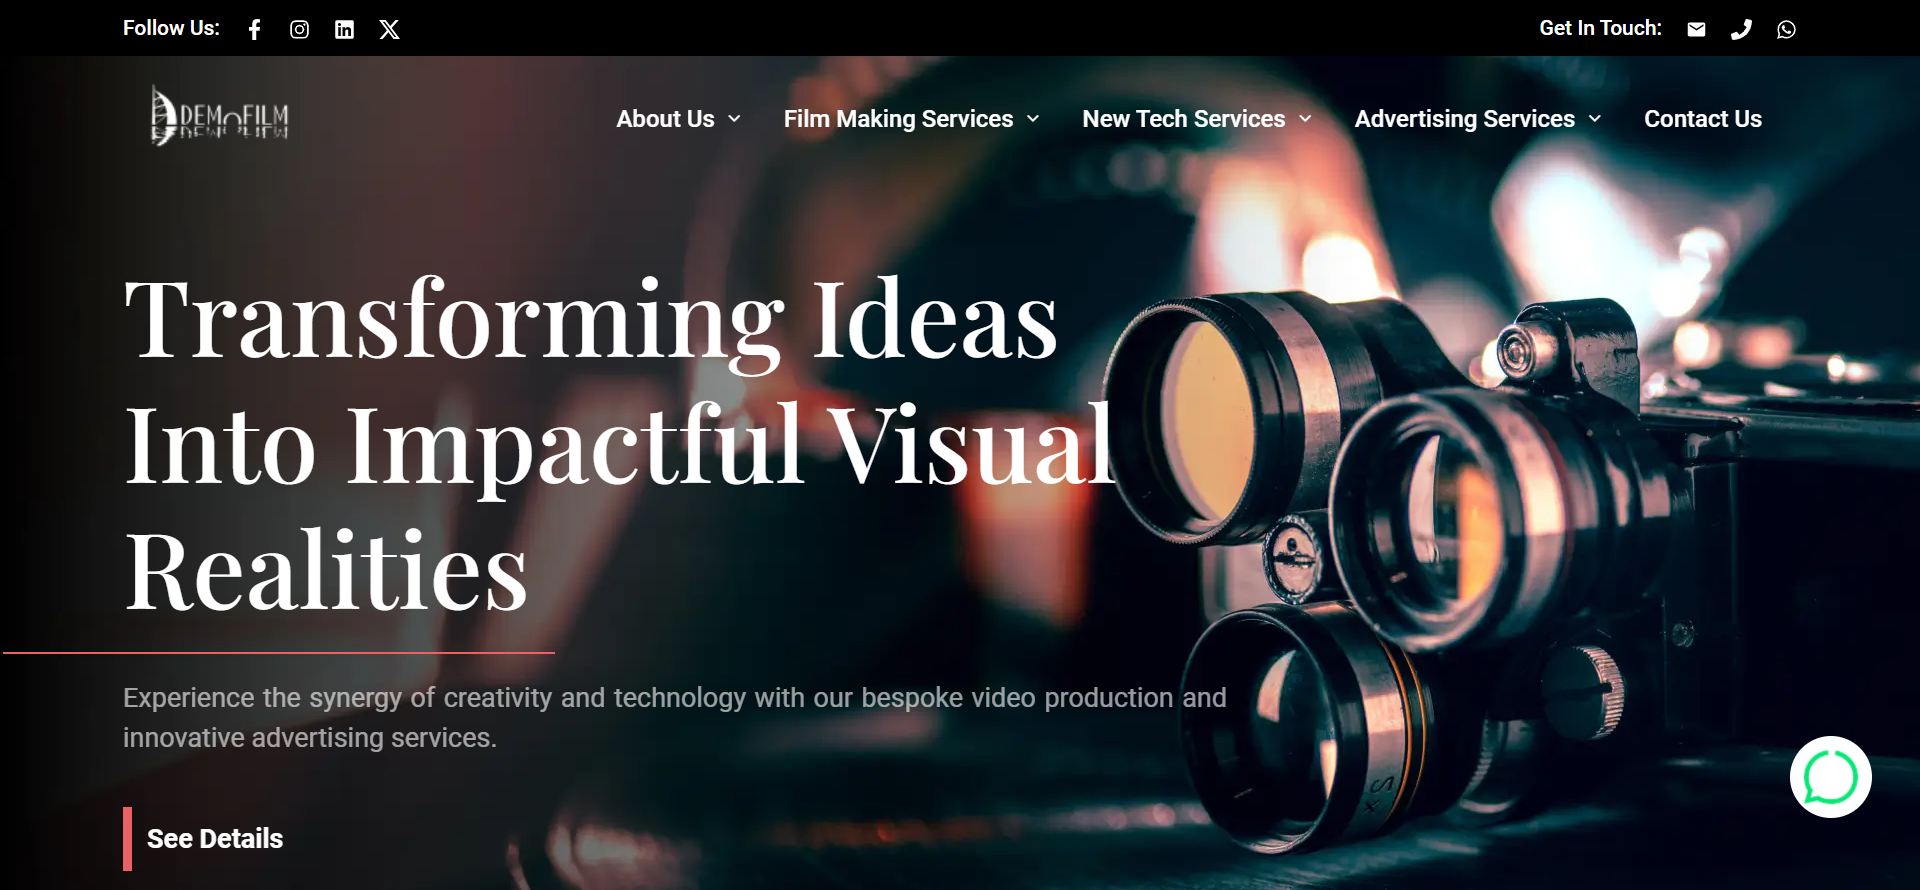 Follow Us:
Get In Touch:
DEMOFILM
About Us
Film Making Services
New Tech Services
Advertising Services
Contact Us
Transforming Ideas
Into Impactful Visual
Realities
Experience the synergy of creativity and technology with our bespoke video production and
innovative advertising services.
See Details